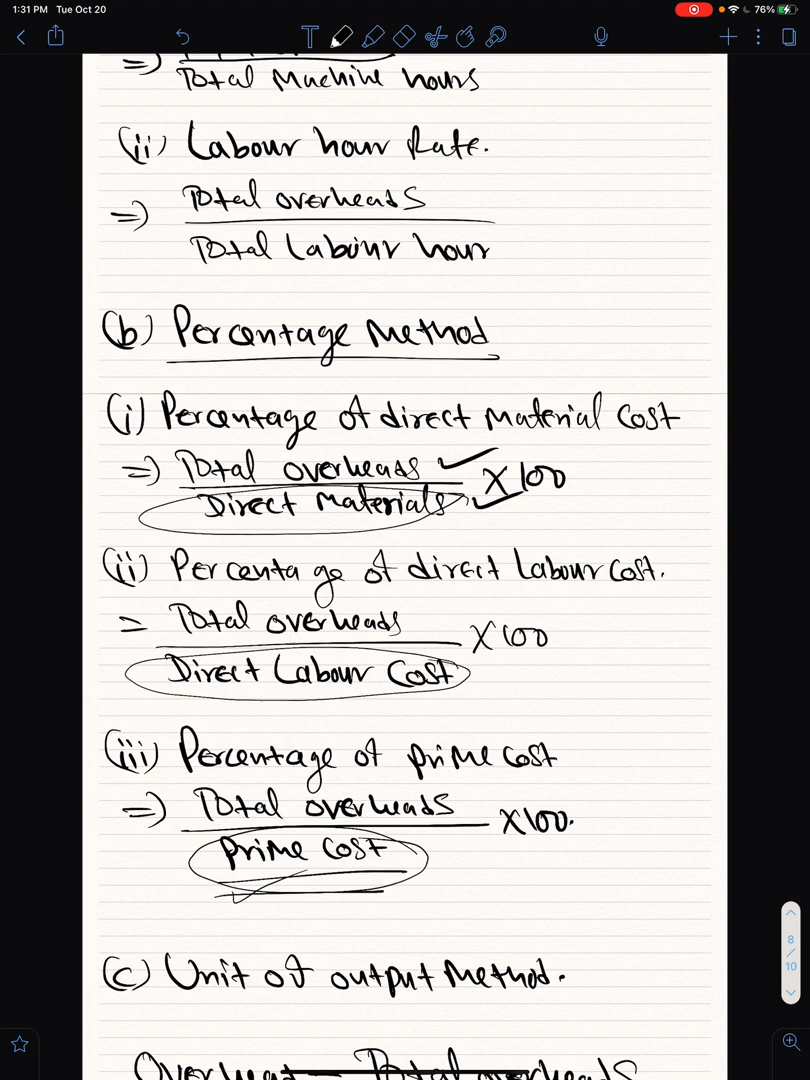 1:31 PM Tue Oct 20
76%
=>
Total Machine hours
(ii) Labour hour Rate.
=> Total overheads
Total Labour hour
(b) Percentage Method
(i) Percentage of direct Material Cost
=> Total overheads
Direct Materials
X 100
(ii) Percentage of direct Labour Cost.
= Total overheads
Direct Labour Cost
X 100
(iii) Percentage of prime Cost
=> Total overheads
prime Cost
X 100.
(c) Unit of output Method.
Overhead Total overheads
8
/
10